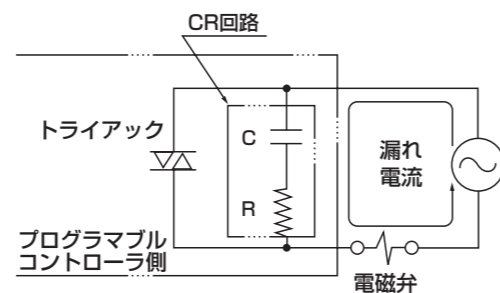 CR回路
トライアック
C
R
漏れ
電流
プログラマブル
コントローラ側
電磁弁